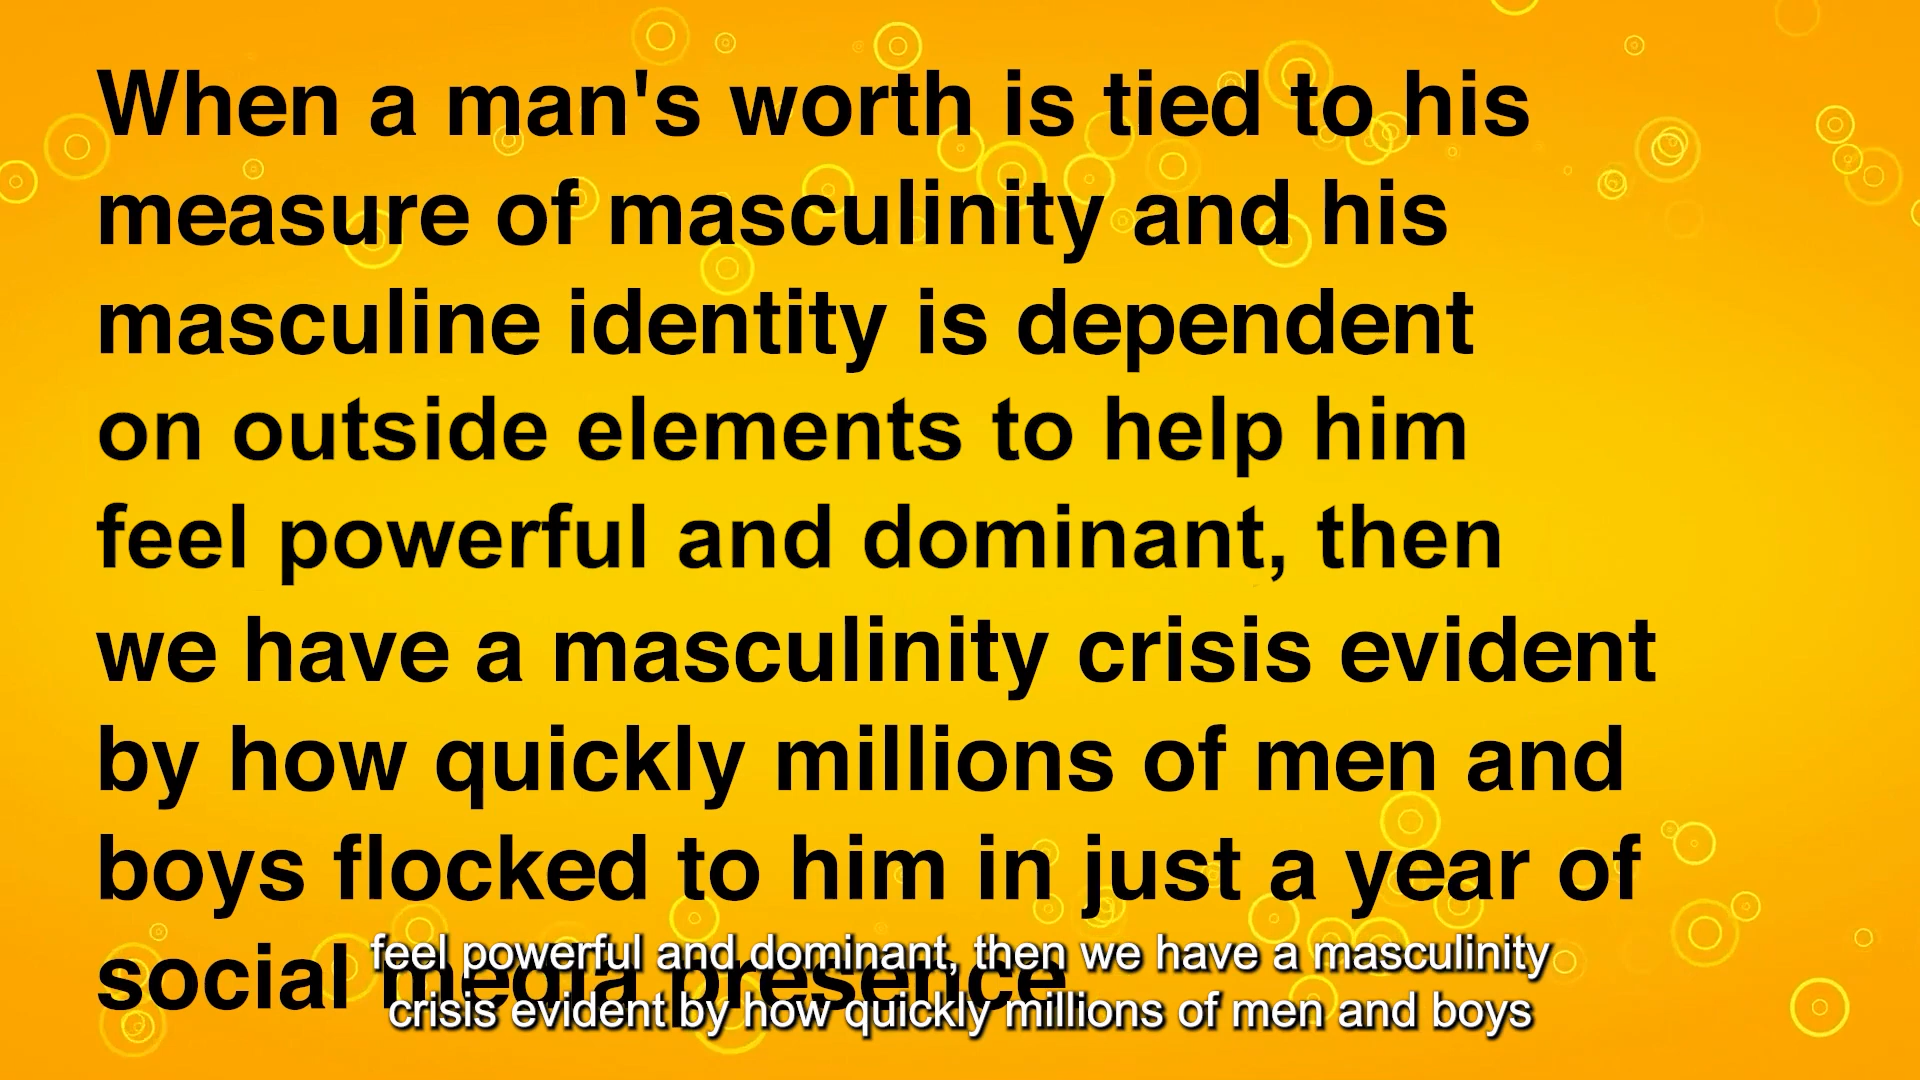 When a man's worth is tied to his
measure of masculinity and his
masculine identity is dependent
on outside elements to help him
feel powerful and dominant, then
we have a masculinity crisis evident
by how quickly millions of men and
boys flocked to him in just a year of
social media presence
feel powerful and dominant, then we have a masculinity
crisis evident by how quickly millions of men and boys